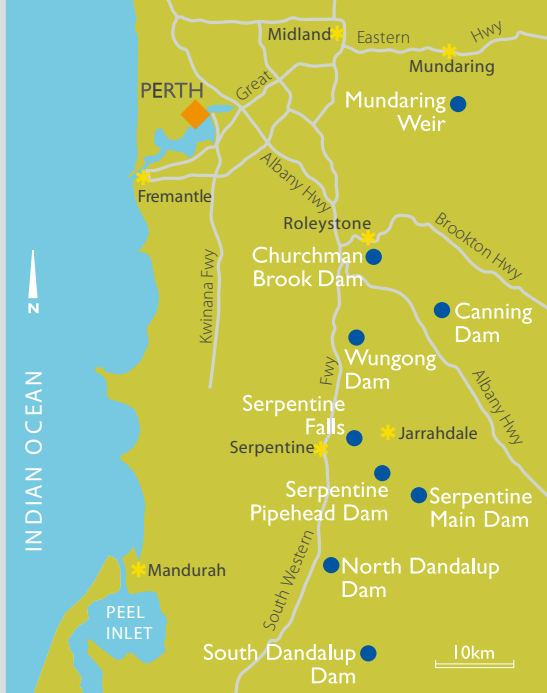 Midland
Eastern
Hwy
Mundaring
PERTH
Great
Mundaring
Weir
Fremantle
Albany Hwy
Roleystone
Brookton Hwy
Churchman
Brook Dam
Kwinana Fwy
N
Canning
Dam
Wungong
Dam
Fwy
Albany Hwy
Serpentine
Falls
Jarrahdale
Serpentine
INDIAN OCEAN
Serpentine
Pipehead Dam
Serpentine
Main Dam
South Western
North Dandalup
Dam
Mandurah
PEEL
INLET
South Dandalup
Dam
10km